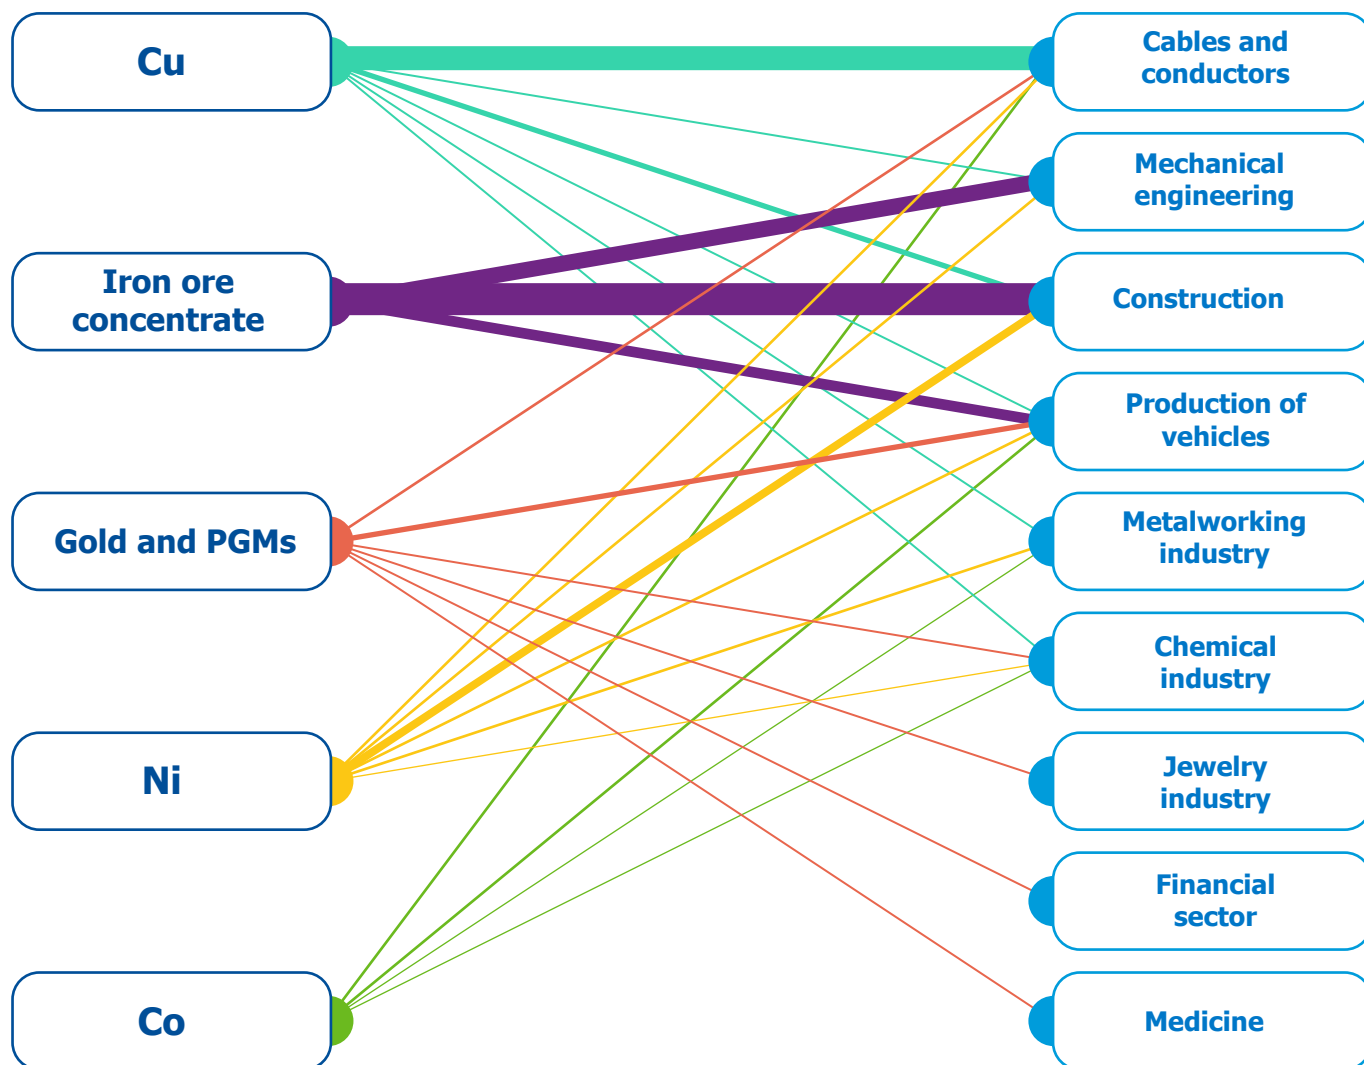 Cu
Iron ore
concentrate
Gold and PGMs
Ni
Co
Cables and
conductors
Mechanical
engineering
Construction
Production of
vehicles
Metalworking
industry
Chemical
industry
Jewelry
industry
Financial
sector
Medicine